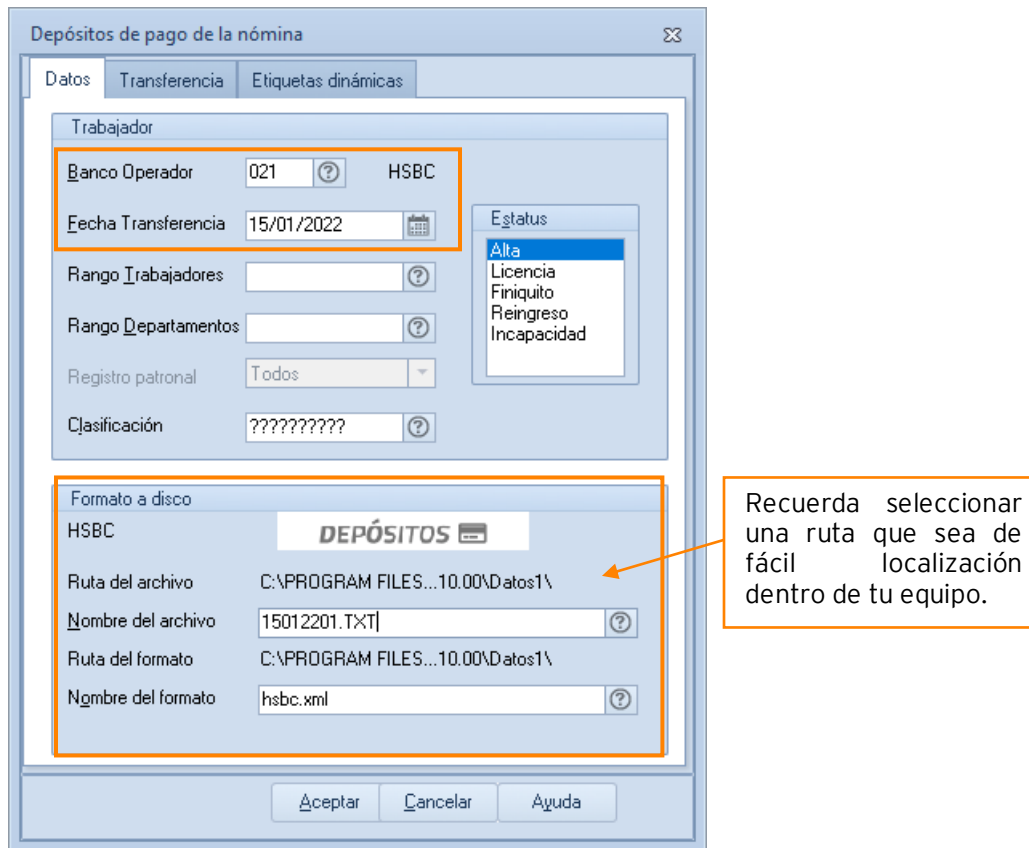 Depósitos de pago de la nómina
Datos Transferencia Etiquetas dinámicas
Trabajador
Banco Operador 021 HSBC
Fecha Transferencia 15/01/2022
Estatus
Alta
Licencia
Finiquito
Reingreso
Incapacidad
Rango Trabajadores
Rango Departamentos
Registro patronal Todos
Clasificación ??????????
Formato a disco
HSBC DEPÓSITOS
Ruta del archivo C:\PROGRAM FILES...10.00\Datos1\
Nombre del archivo 15012201.TXT
Ruta del formato C:\PROGRAM FILES...10.00\Datos1\
Nombre del formato hsbc.xml
Aceptar Cancelar Ayuda
Recuerda seleccionar
una ruta que sea de
fácil localización
dentro de tu equipo.